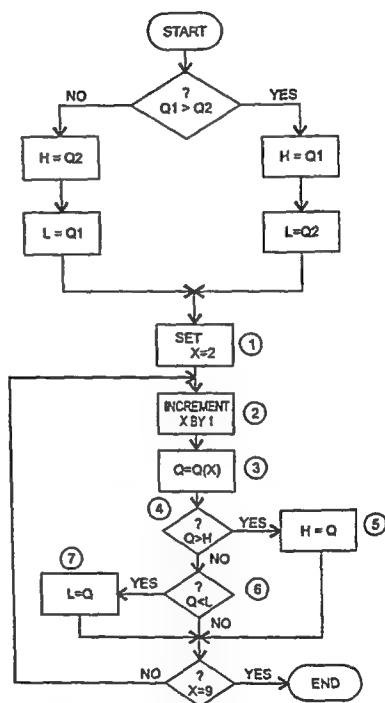 START
?
Q1 > Q2
NO
YES
H = Q2
H = Q1
L = Q1
L=Q2
SET
X=2
1
INCREMENT
X BY 1
2
Q=Q(X)
3
4
?
Q>H
YES
H = Q
5
NO
7
L=Q
YES
?
Q<L
6
NO
NO
?
X=9
YES
END